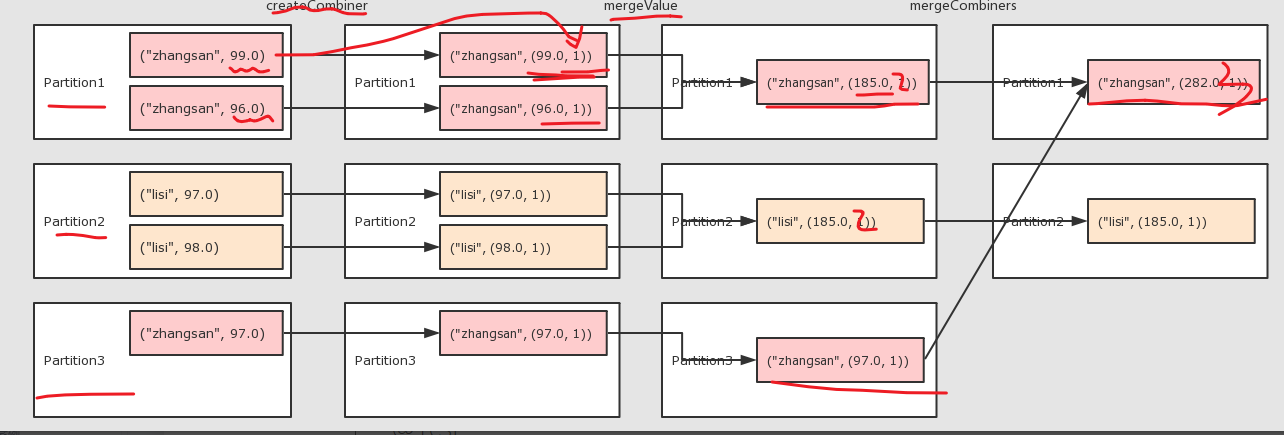 createCombiner
mergeValue
mergeCombiners
Partition1
("zhangsan", 99.0)
("zhangsan", 96.0)
Partition1
("zhangsan", (99.0, 1))
("zhangsan", (96.0, 1))
Partition1
("zhangsan", (185.0, 2))
Partition1
("zhangsan", (282.0, 1))
3
Partition2
("lisi", 97.0)
("lisi", 98.0)
Partition2
("lisi", (97.0, 1))
("lisi", (98.0, 1))
Partition2
("lisi", (185.0, 2))
Partition2
("lisi", (185.0, 1))
Partition3
("zhangsan", 97.0)
Partition3
("zhangsan", (97.0, 1))
Partition3
("zhangsan", (97.0, 1))